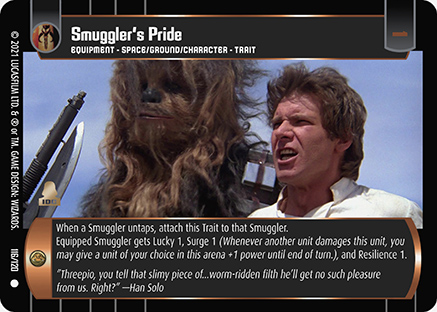 Smuggler's Pride
EQUIPMENT - SPACE/GROUND/CHARACTER - TRAIT
© 2021 LUCASFILM LTD. & ® or TM. GAME DESIGN: WIZARDS.
116/120
When a Smuggler untaps, attach this Trait to that Smuggler.
Equipped Smuggler gets Lucky 1, Surge 1 (Whenever another unit damages this unit, you
may give a unit of your choice in this arena +1 power until end of turn.), and Resilience 1.
"Threepio, you tell that slimy piece of...worm-ridden filth he'll get no such pleasure
from us. Right?" —Han Solo